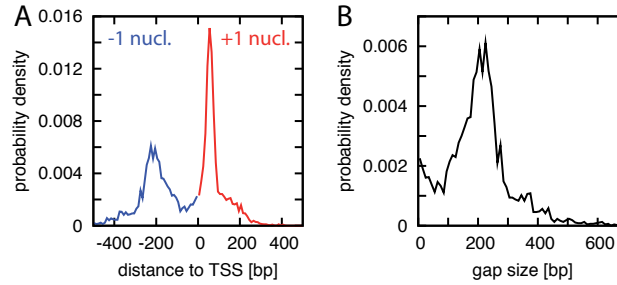 A
-1 nucl. +1 nucl.
probability density
0.016
0.012
0.008
0.004
0
-400 -200 0 200 400
distance to TSS [bp]
B
probability density
0.006
0.004
0.002
0
0 200 400 600
gap size [bp]